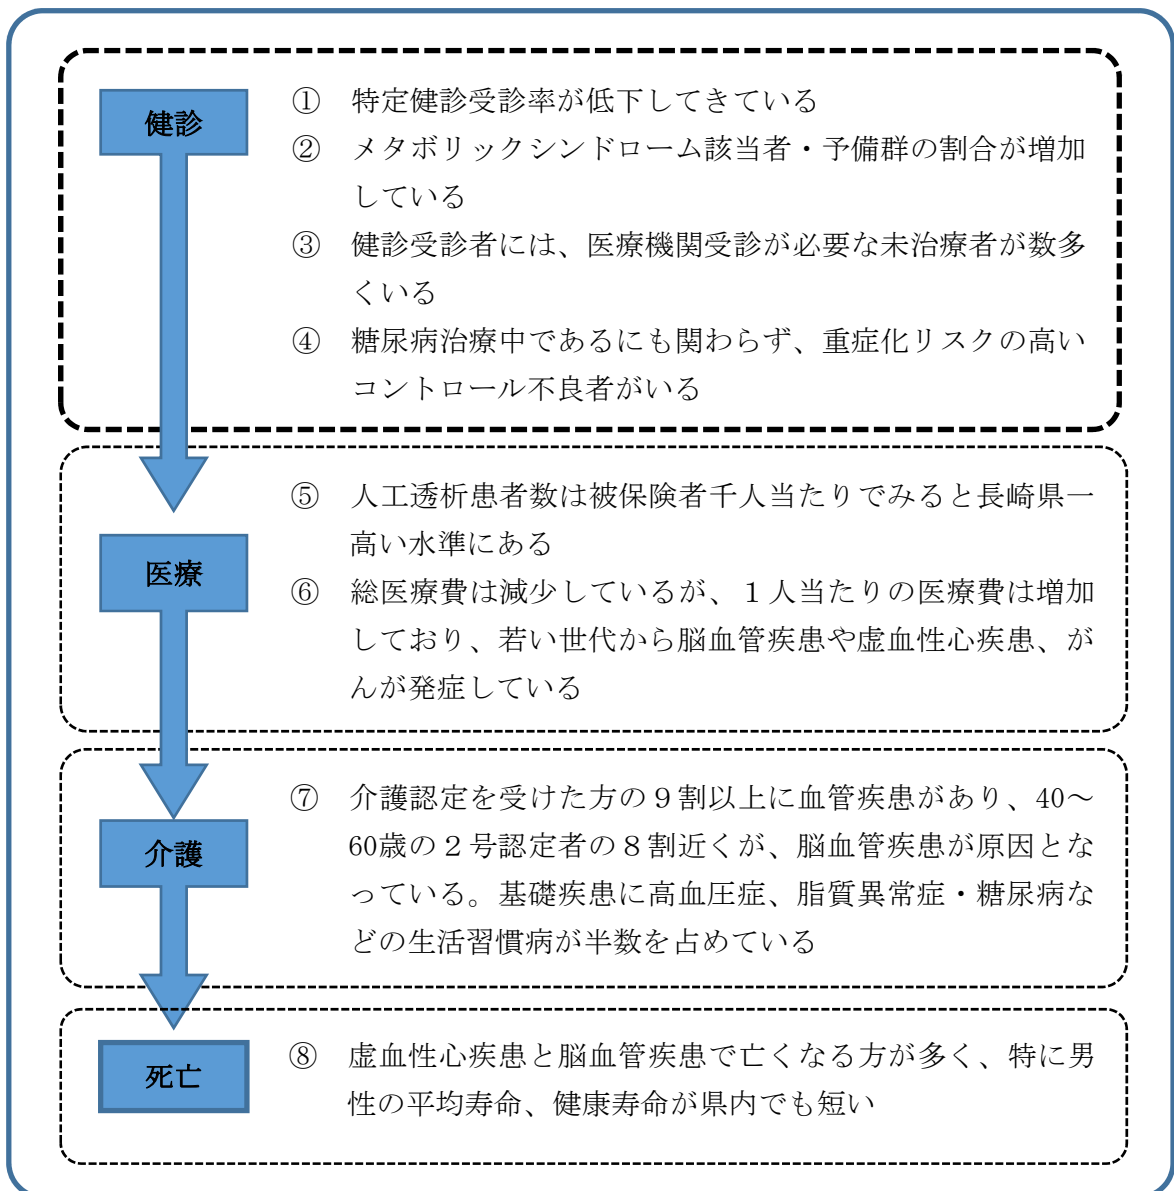 健診
① 特定健診受診率が低下してきている
② メタボリックシンドローム該当者・予備群の割合が増加
している
③ 健診受診者には、医療機関受診が必要な未治療者が数多
くいる
④ 糖尿病治療中であるにも関わらず、重症化リスクの高い
コントロール不良者がいる
医療
⑤ 人工透析患者数は被保険者千人当たりでみると長崎県一
高い水準にある
⑥ 総医療費は減少しているが、1人当たりの医療費は増加
しており、若い世代から脳血管疾患や虚血性心疾患、が
んが発症している
介護
⑦ 介護認定を受けた方の9割以上に血管疾患があり、40～
60歳の2号認定者の8割近くが、脳血管疾患が原因とな
っている。基礎疾患に高血圧症、脂質異常症・糖尿病な
どの生活習慣病が半数を占めている
死亡
⑧ 虚血性心疾患と脳血管疾患で亡くなる方が多く、特に男
性の平均寿命、健康寿命が県内でも短い